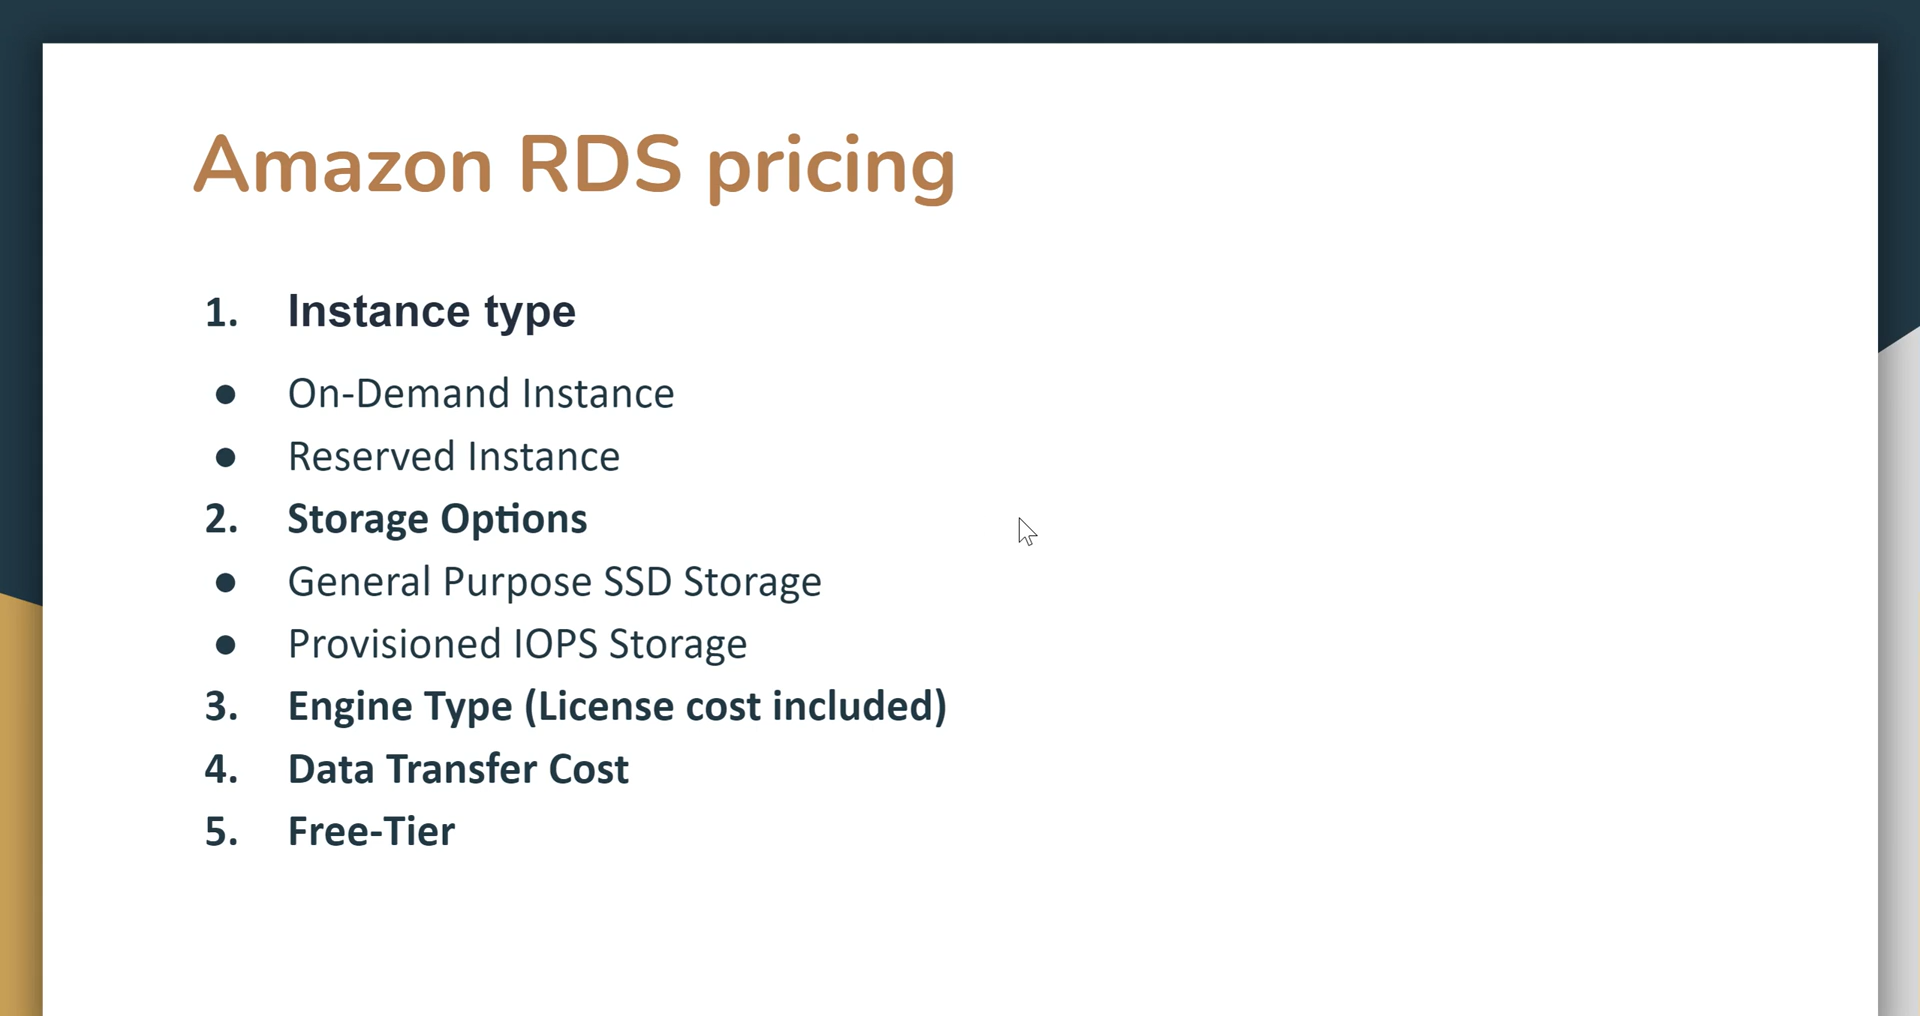 Amazon RDS pricing
1. Instance type
● On-Demand Instance
● Reserved Instance
2. Storage Options
● General Purpose SSD Storage
● Provisioned IOPS Storage
3. Engine Type (License cost included)
4. Data Transfer Cost
5. Free-Tier